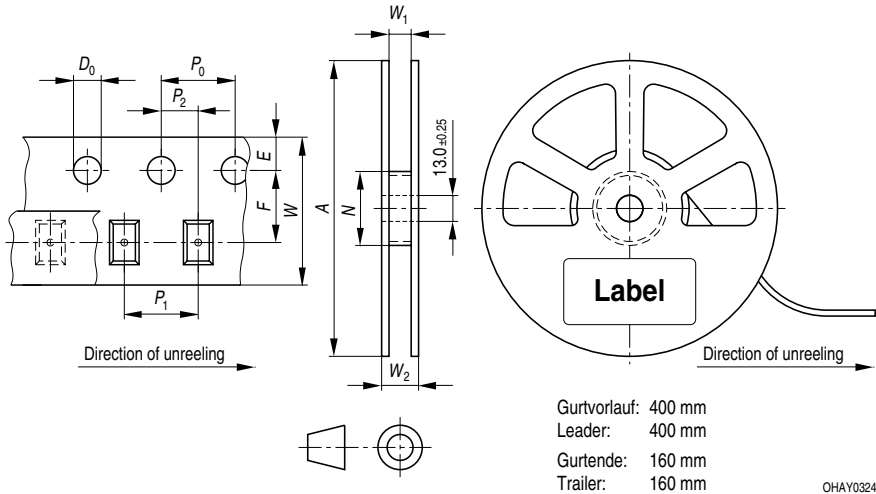 W1
D0
P0
P2
E
F
W
A
N
13.0 ±0.25
P1
W2
Label
Direction of unreeling
Direction of unreeling
Gurtvorlauf: 400 mm
Leader: 400 mm
Gurtende: 160 mm
Trailer: 160 mm
OHAY0324